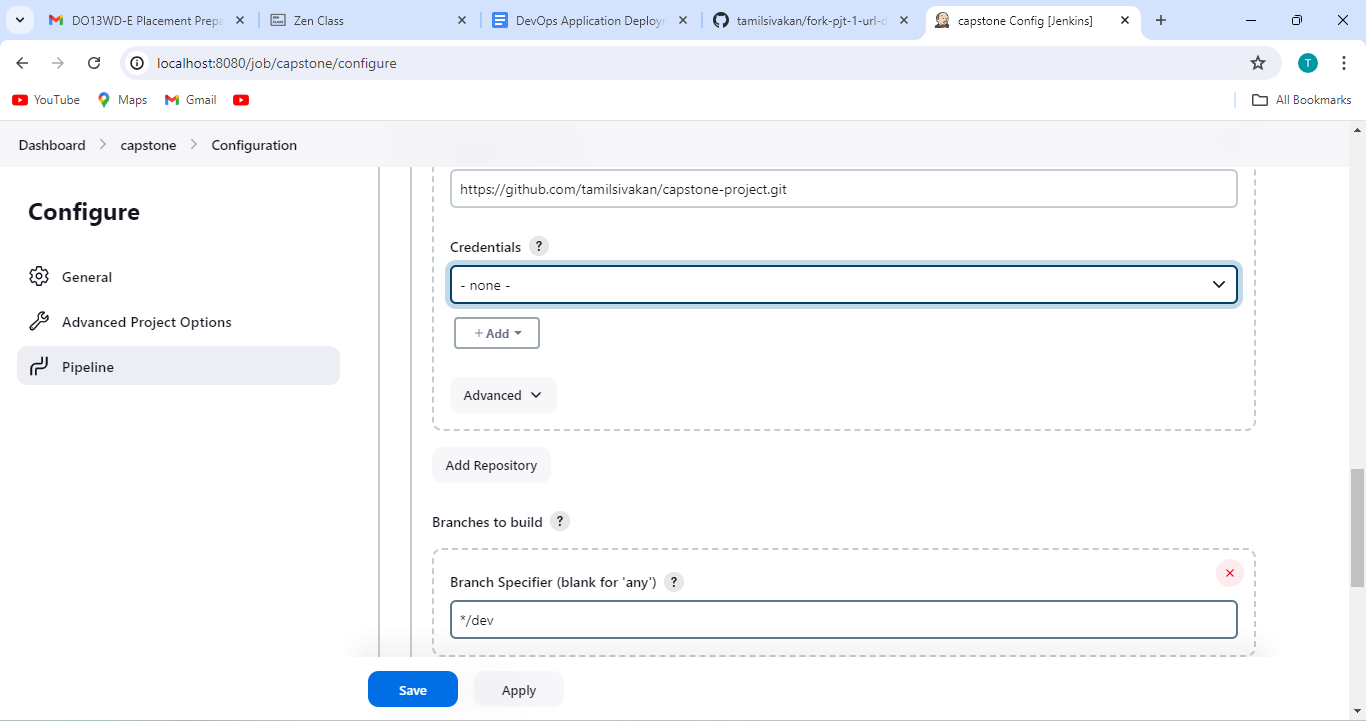 DO13WD-E Placement Prepa
Zen Class
DevOps Application Deploym
tamilsivakan/fork-pjt-1-url-d
capstone Config [Jenkins]
localhost:8080/job/capstone/configure
T
YouTube
Maps
Gmail
All Bookmarks
Dashboard
capstone
Configuration
Configure
General
Advanced Project Options
Pipeline
https://github.com/tamilsivakan/capstone-project.git
Credentials ?
- none -
+ Add
Advanced
Add Repository
Branches to build ?
Branch Specifier (blank for 'any') ?
*/dev
Save
Apply